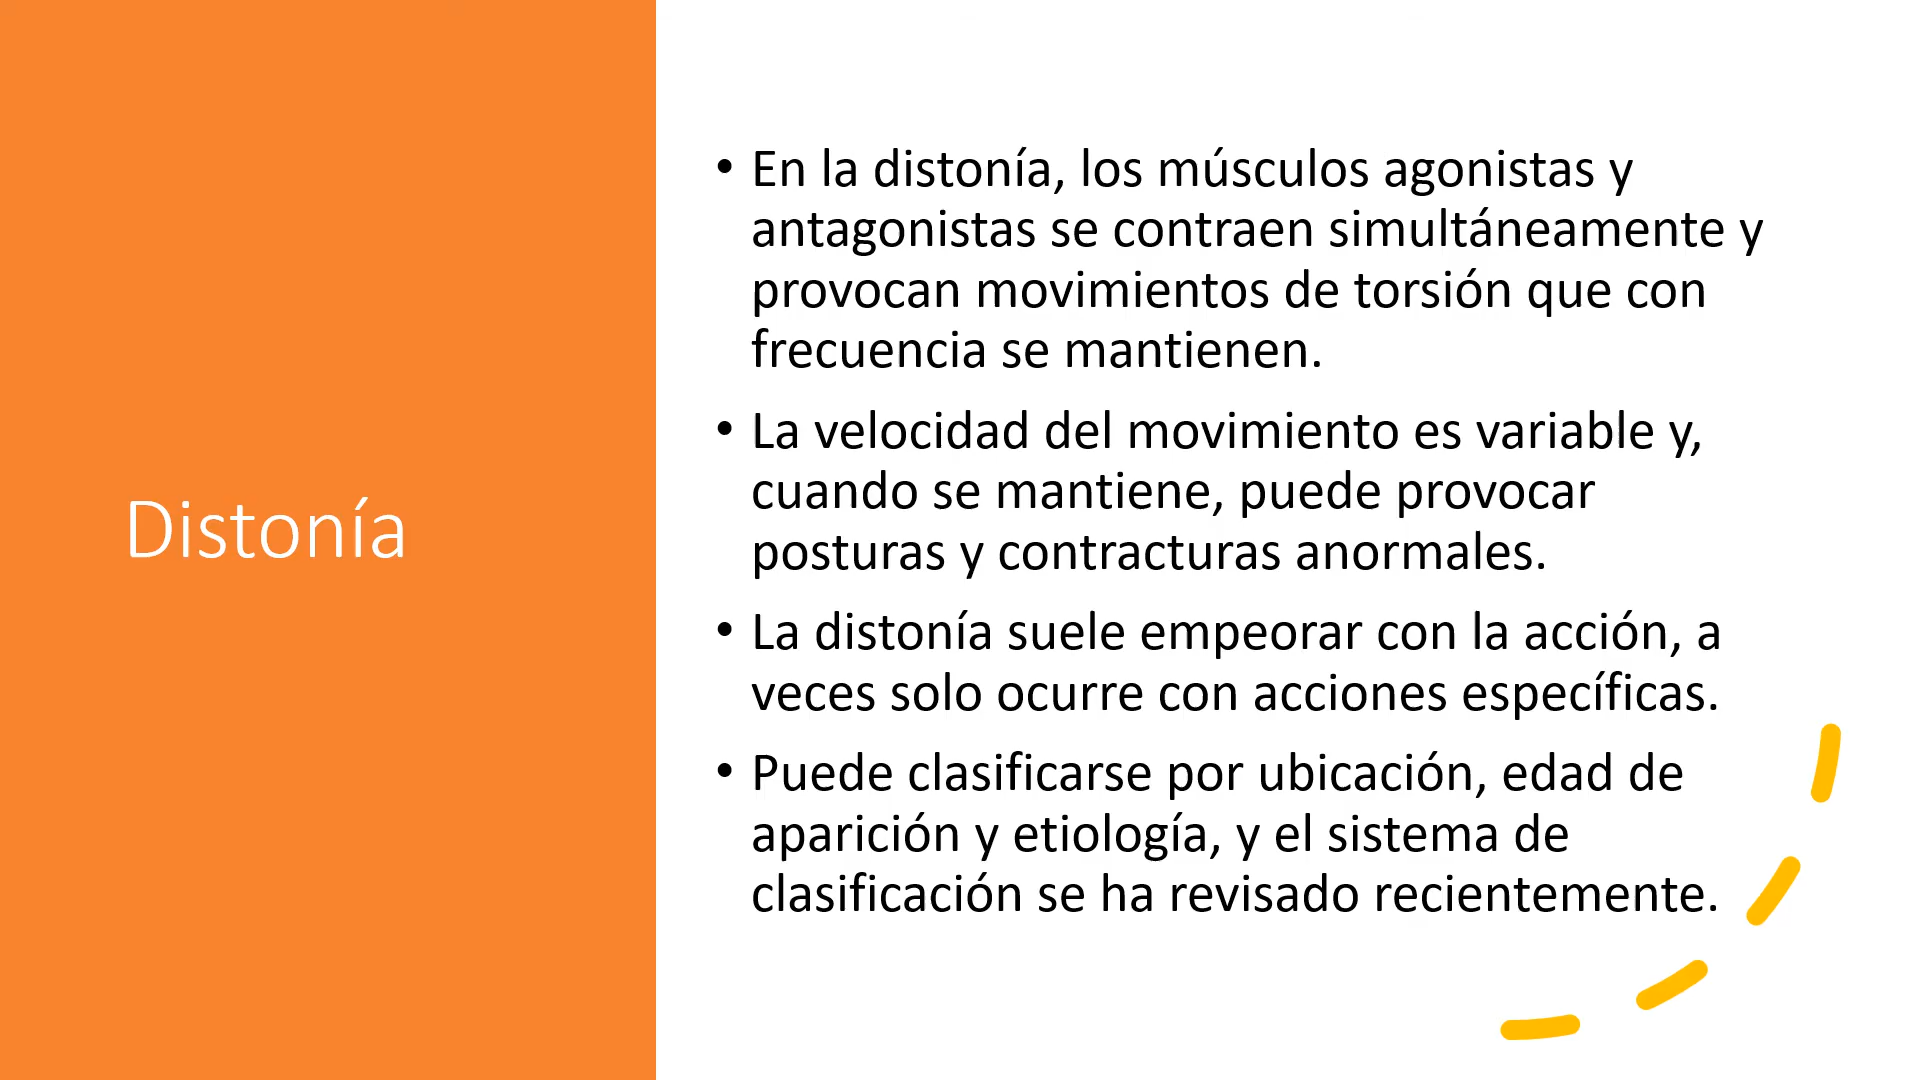 Distonía
• En la distonía, los músculos agonistas y
antagonistas se contraen simultáneamente y
provocan movimientos de torsión que con
frecuencia se mantienen.
• La velocidad del movimiento es variable y,
cuando se mantiene, puede provocar
posturas y contracturas anormales.
• La distonía suele empeorar con la acción, a
veces solo ocurre con acciones específicas.
• Puede clasificarse por ubicación, edad de
aparición y etiología, y el sistema de
clasificación se ha revisado recientemente.